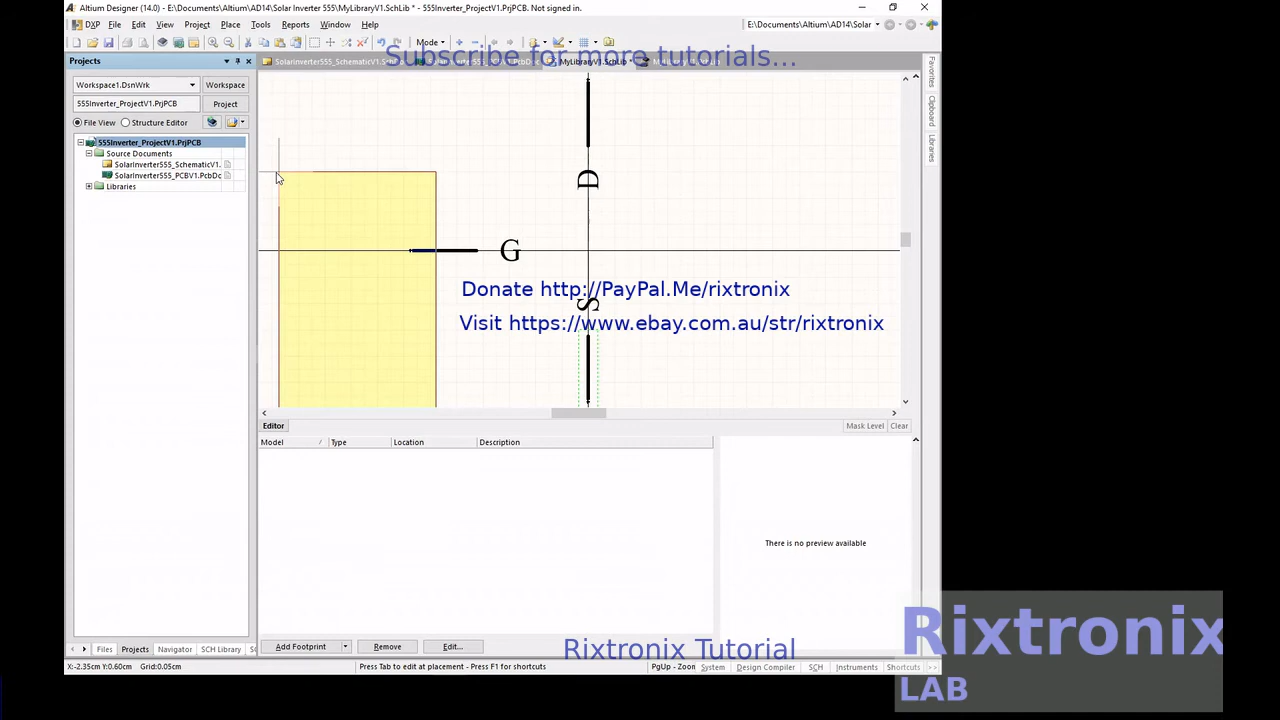 Altium Designer (14.0) - E:\Documents\Altium\AD14\Solar Inverter 555\MyLibraryV1.SchLib * - 555Inverter_ProjectV1.PrjPCB. Not signed in.
DXP File Edit View Project Place Tools Reports Window Help
E:\Documents\Altium\AD14\Solar
Mode
Subscribe for more tutorials...
Projects
SolarInverter555_SchematicV1.
MyLibraryV1.SchLib *
Workspace1.DsnWrk
Workspace
555Inverter_ProjectV1.PrjPCB
Project
File View Structure Editor
555Inverter_ProjectV1.PrjPCB
Source Documents
SolarInverter555_SchematicV1.
SolarInverter555_PCBV1.PcbDc
Libraries
D
G
S
Donate http://PayPal.Me/rixtronix
Visit https://www.ebay.com.au/str/rixtronix
Favorites
Clipboard
Libraries
Editor
Mask Level Clear
Model / Type Location Description
There is no preview available
Add Footprint Remove Edit...
Rixtronix Tutorial
Files Projects Navigator SCH Library
X:-2.35cm Y:0.60cm Grid:0.05cm
Press Tab to edit at placement - Press F1 for shortcuts
PgUp - Zoom
System Design Compiler SCH Instruments Shortcuts >>
Rixtronix
LAB